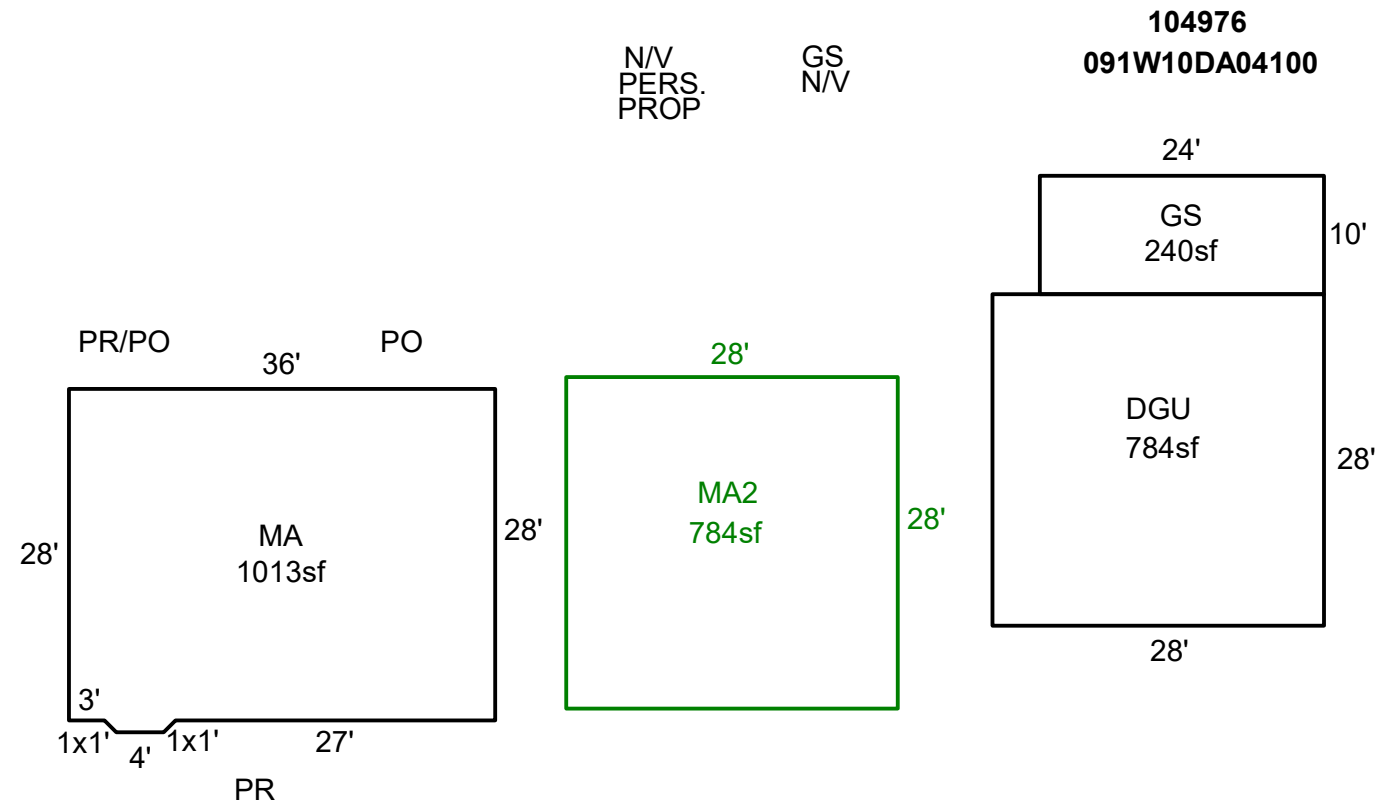 104976
091W10DA04100
N/V
PERS.
PROP
GS
N/V
24'
GS
240sf
10'
PR/PO
PO
36'
28'
MA
1013sf
28'
3'
1x1'
4'
1x1'
27'
PR
28'
MA2
784sf
28'
DGU
784sf
28'
28'